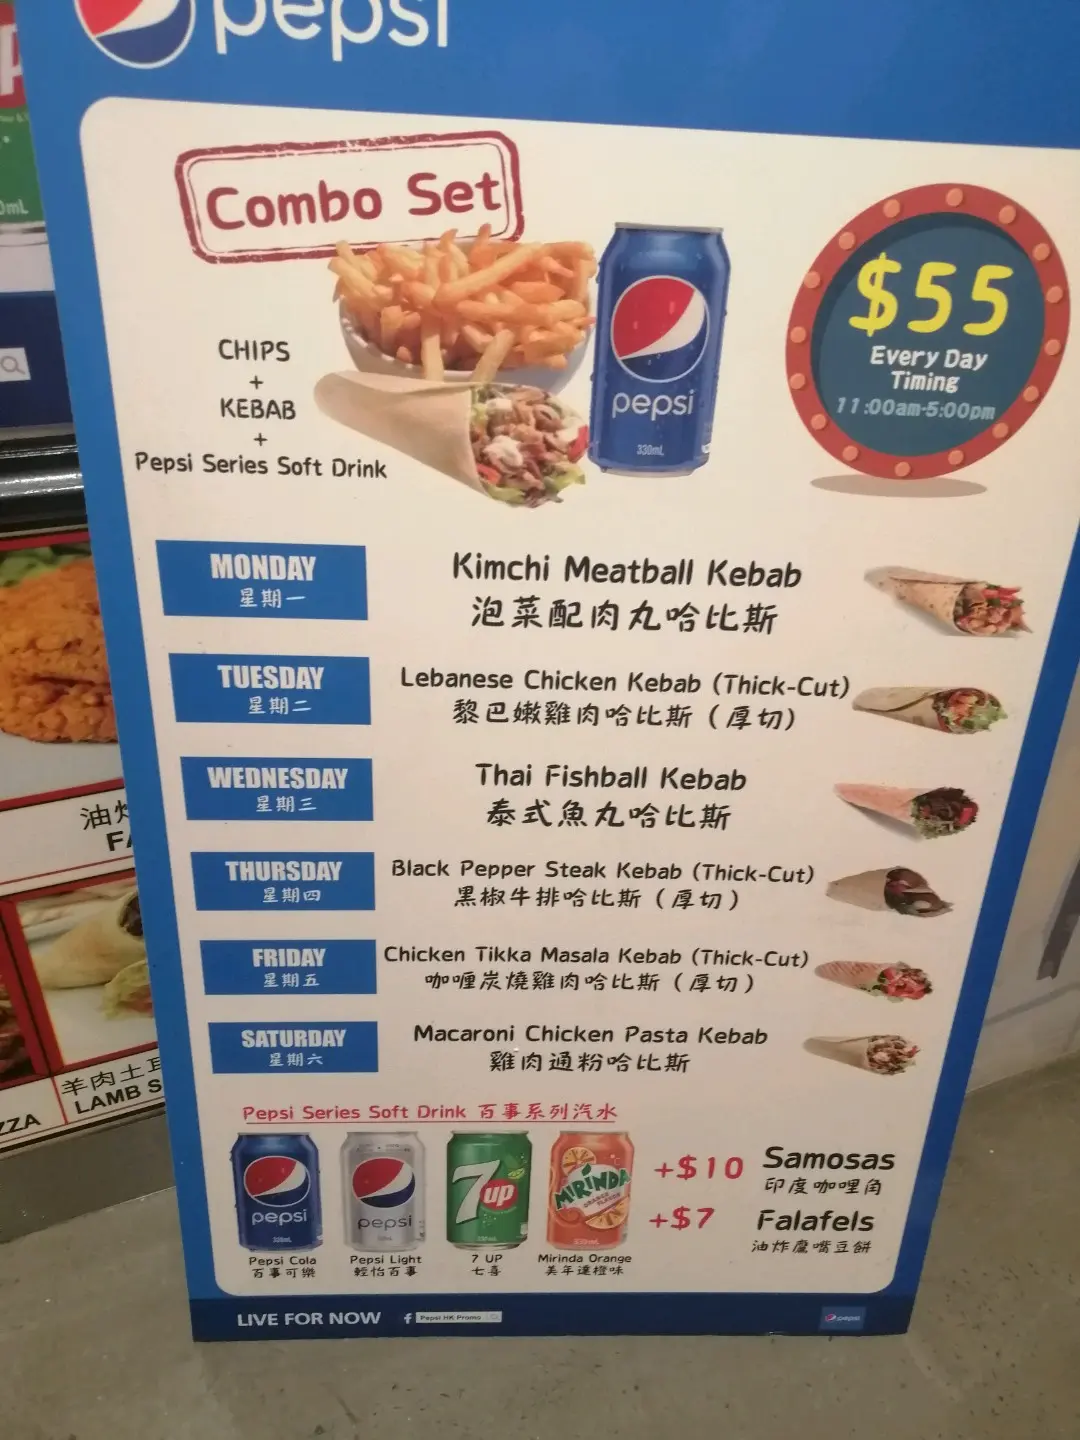 pepsi
Combo Set
CHIPS
+
KEBAB
+
Pepsi Series Soft Drink
pepsi
330mL
$55
Every Day
Timing
11:00am-5:00pm
MONDAY
星期一
Kimchi Meatball Kebab
泡菜配肉丸哈比斯
TUESDAY
星期二
Lebanese Chicken Kebab (Thick-Cut)
黎巴嫩雞肉哈比斯（厚切）
WEDNESDAY
星期三
Thai Fishball Kebab
泰式魚丸哈比斯
THURSDAY
星期四
Black Pepper Steak Kebab (Thick-Cut)
黑椒牛排哈比斯（厚切）
FRIDAY
星期五
Chicken Tikka Masala Kebab (Thick-Cut)
咖喱炭燒雞肉哈比斯（厚切）
SATURDAY
星期六
Macaroni Chicken Pasta Kebab
雞肉通粉哈比斯
Pepsi Series Soft Drink 百事系列汽水
pepsi
pepsi
7up
MIRINDA
+$10 Samosas
印度咖哩角
+$7 Falafels
油炸鷹嘴豆餅
Pepsi Cola
百事可樂
Pepsi Light
輕怡百事
7 UP
七喜
Mirinda Orange
美年達橙味
LIVE FOR NOW
f Pepsi HK Promo
pepsi
羊肉土
LAMB S
ZZA